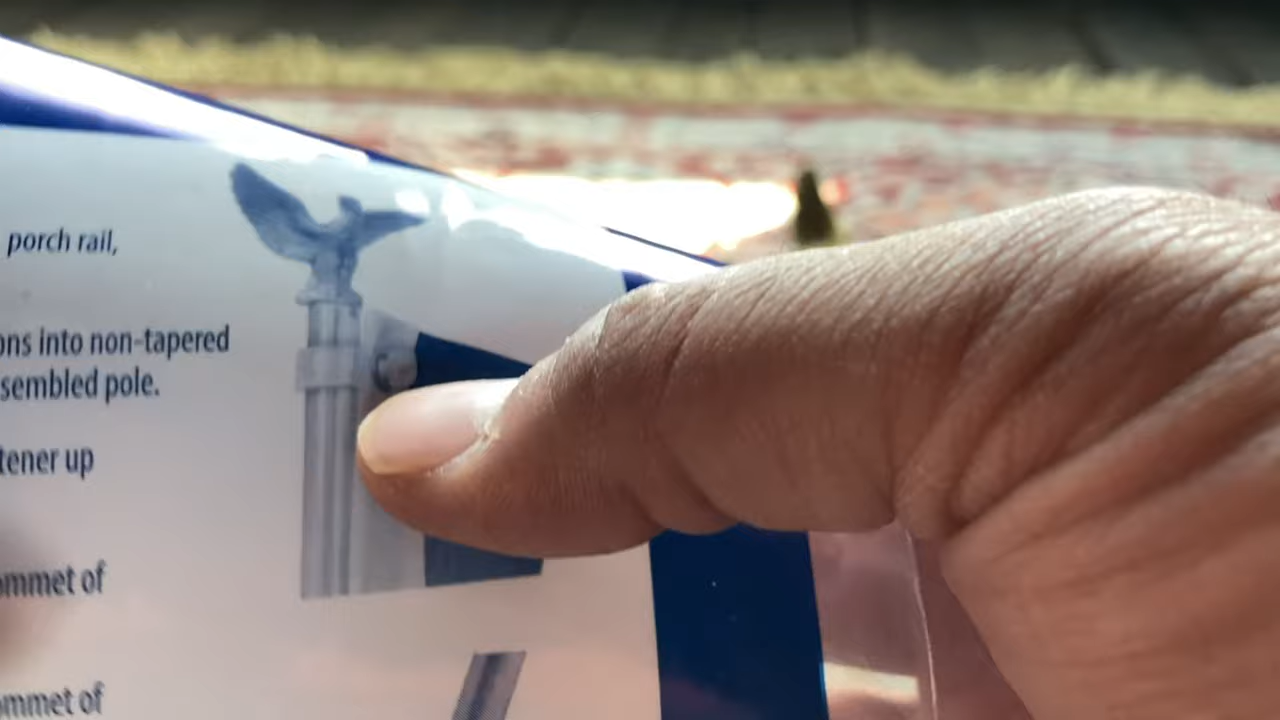 porch rail,
ons into non-tapered
sembled pole.
tener up
ommet of
ommet of